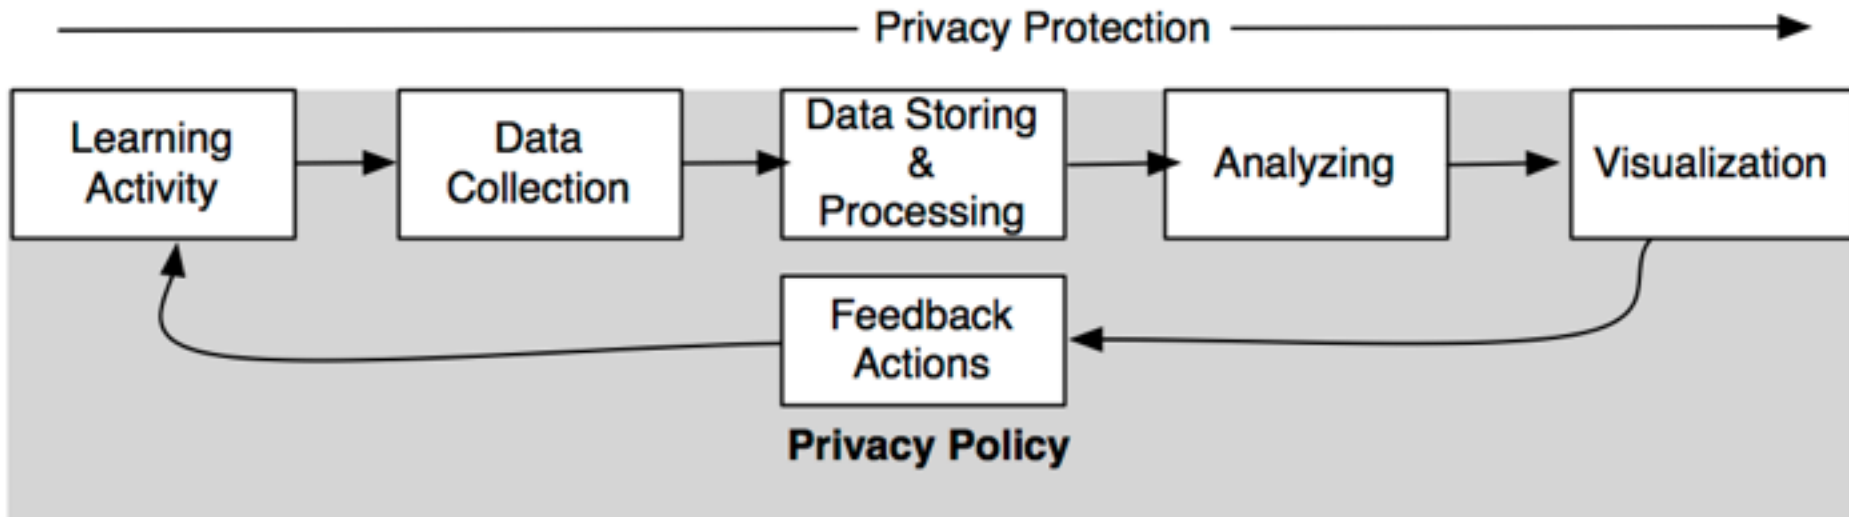 Privacy Protection
Learning
Activity
Data
Collection
Data Storing
&
Processing
Analyzing
Visualization
Feedback
Actions
Privacy Policy